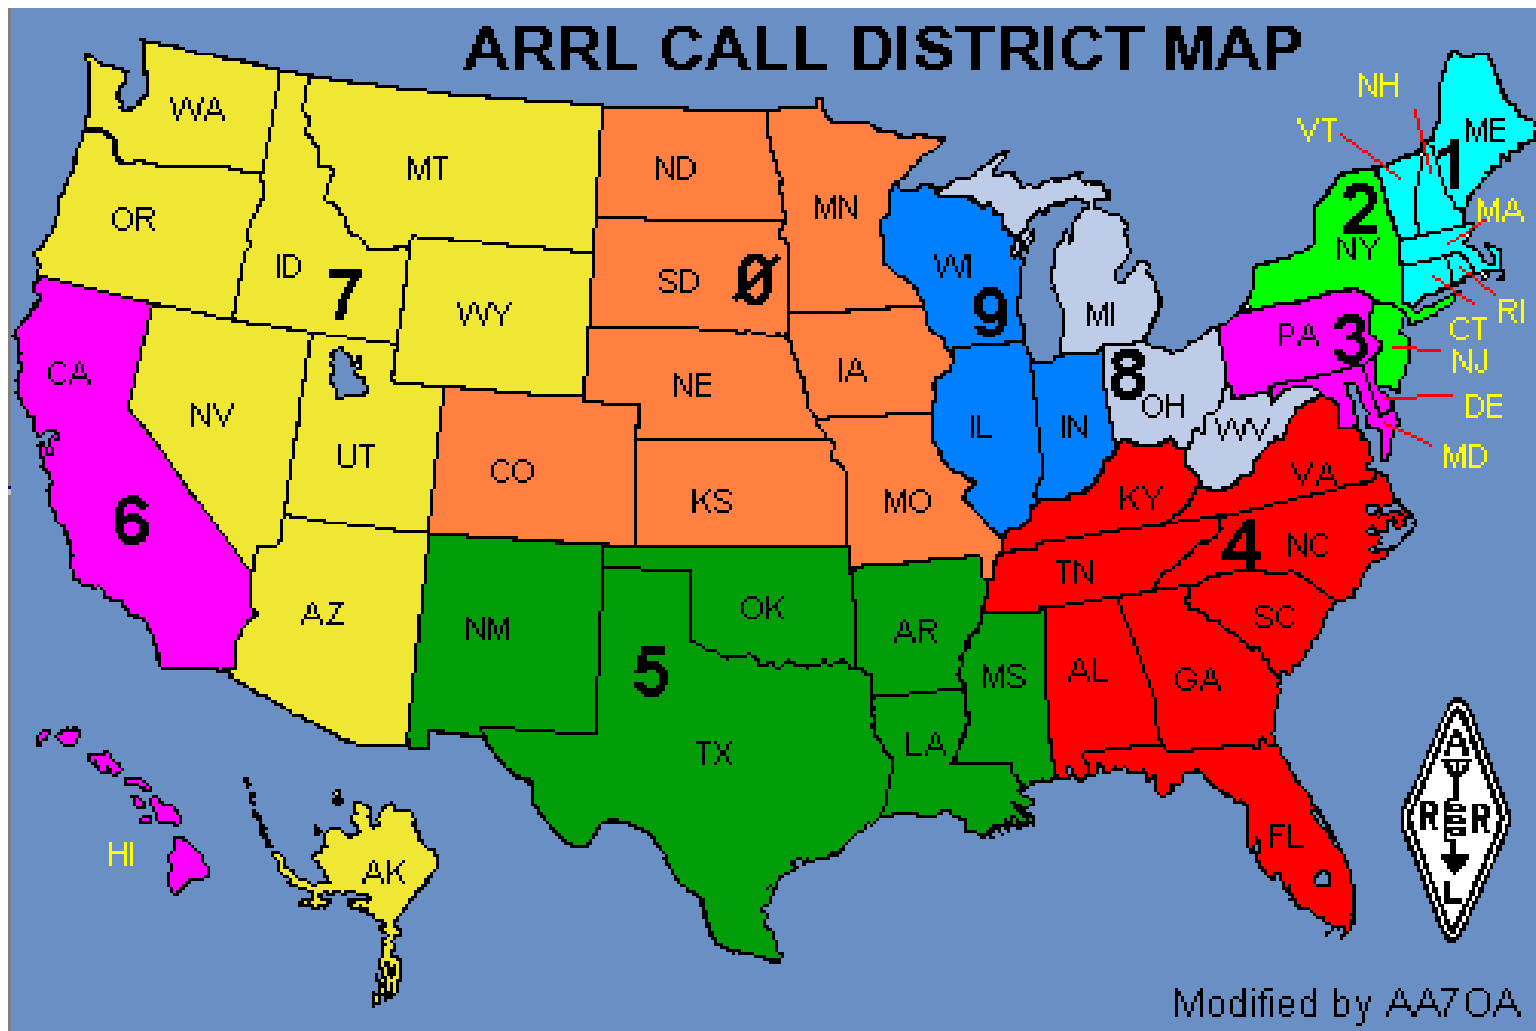 ARRL CALL DISTRICT MAP
NH
VT
ME
1
WA
MT
ND
MN
OR
ID
7
WY
SD
Ø
WI
9
MI
2
NY
MA
RI
CT
NJ
PA
3
DE
MD
CA
NV
UT
CO
NE
IA
KS
MO
IL
IN
8
OH
WV
VA
KY
6
AZ
NM
OK
AR
TN
4
NC
SC
5
TX
LA
MS
AL
GA
FL
HI
AK
A
R R
L
Modified by AA7OA